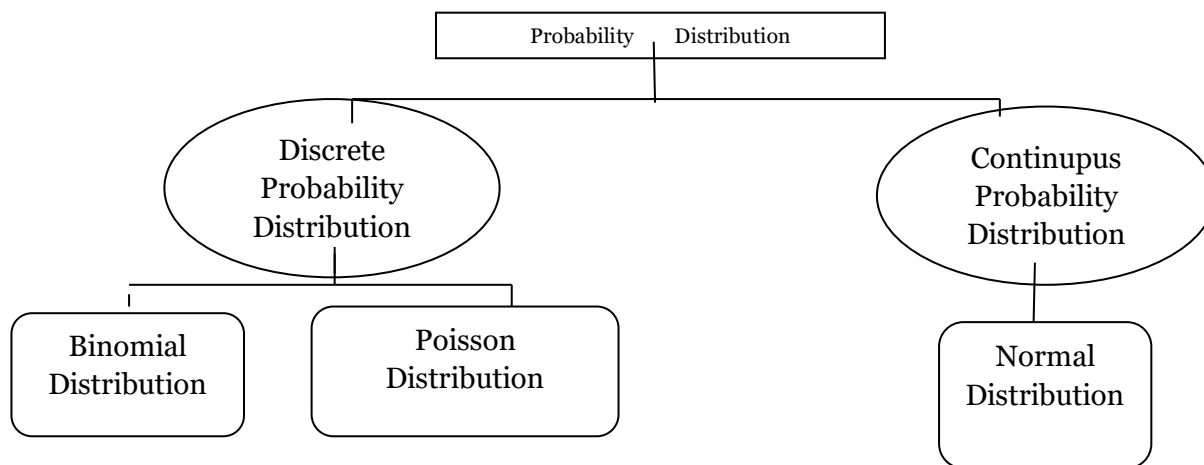 Probability Distribution
Discrete
Probability
Distribution
Continupus
Probability
Distribution
Binomial
Distribution
Poisson
Distribution
Normal
Distribution